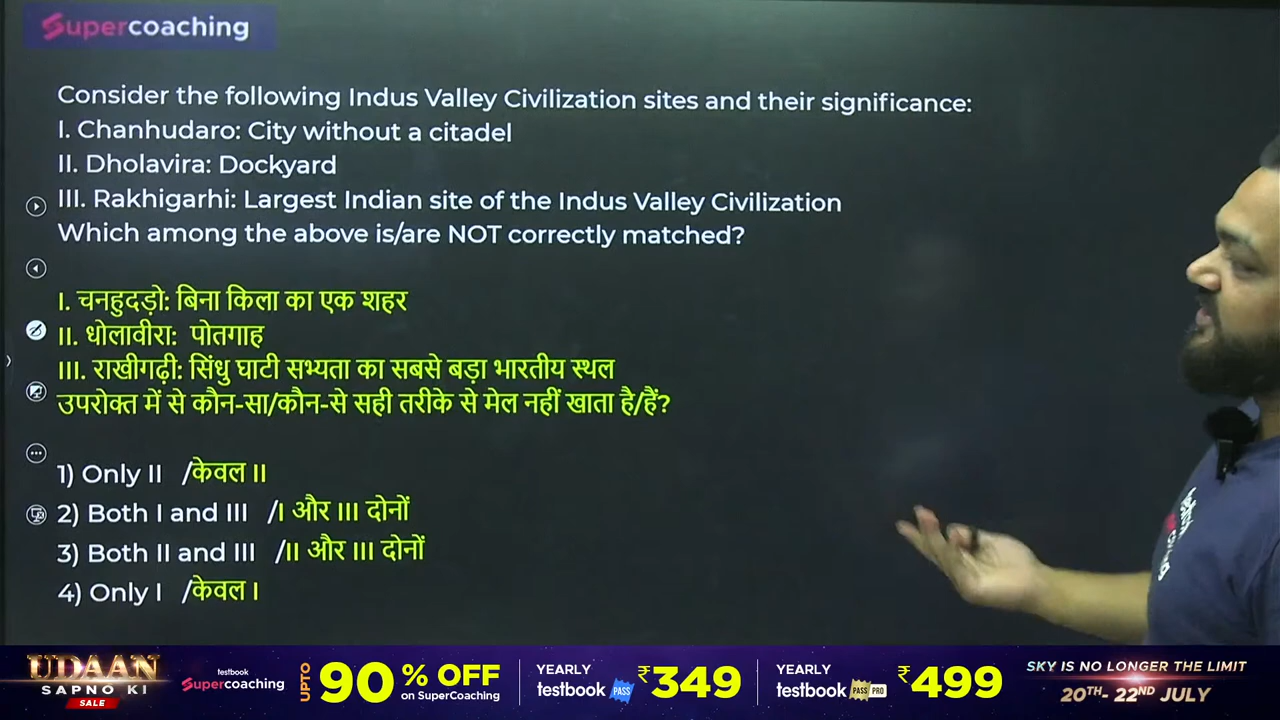 Supercoaching
Consider the following Indus Valley Civilization sites and their significance:
I. Chanhudaro: City without a citadel
II. Dholavira: Dockyard
III. Rakhigarhi: Largest Indian site of the Indus Valley Civilization
Which among the above is/are NOT correctly matched?
I. चनहुदड़ो: बिना किला का एक शहर
II. धोलावीरा: पोतगाह
III. राखीगढ़ी: सिंधु घाटी सभ्यता का सबसे बड़ा भारतीय स्थल
उपरोक्त में से कौन-सा/कौन-से सही तरीके से मेल नहीं खाता है/हैं?
1) Only II /केवल II
2) Both I and III /I और III दोनों
3) Both II and III /II और III दोनों
4) Only I /केवल I
UDAAN
SAPNO KI
SALE
testbook
Supercoaching
UPTO
90 % OFF
on SuperCoaching
YEARLY
testbook PASS
₹349
YEARLY
testbook PASS PRO
₹499
SKY IS NO LONGER THE LIMIT
20TH- 22ND JULY